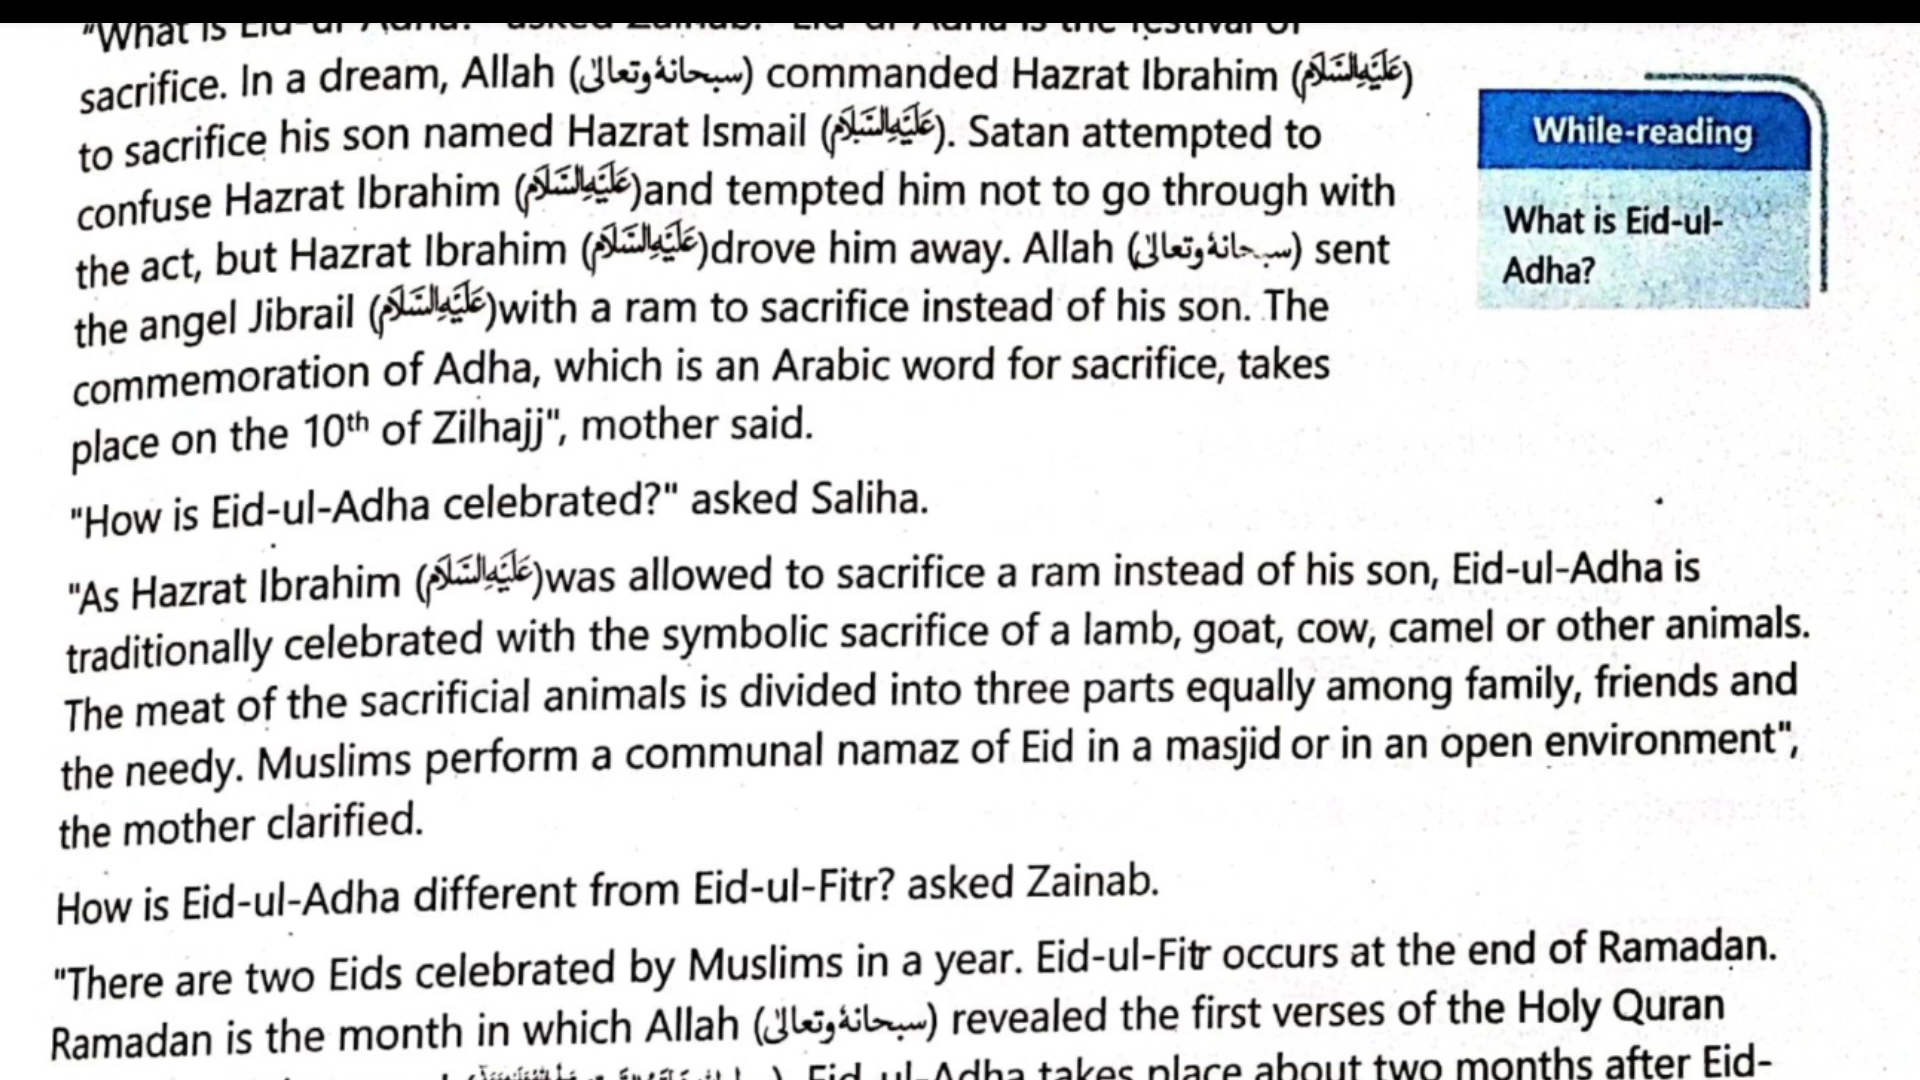 "What is Eid-ul-Adha?" asked Zainab. "Eid-ul-Adha is the festival of
sacrifice. In a dream, Allah (سبحانہٗ وتعالیٰ) commanded Hazrat Ibrahim (عَلَيْهِ السَّلَام)
to sacrifice his son named Hazrat Ismail (عَلَيْهِ السَّلَام). Satan attempted to
confuse Hazrat Ibrahim (عَلَيْهِ السَّلَام)and tempted him not to go through with
the act, but Hazrat Ibrahim (عَلَيْهِ السَّلَام)drove him away. Allah (سبحانہٗ وتعالیٰ) sent
the angel Jibrail (عَلَيْهِ السَّلَام)with a ram to sacrifice instead of his son. The
commemoration of Adha, which is an Arabic word for sacrifice, takes
place on the 10th of Zilhajj", mother said.
While-reading
What is Eid-ul-
Adha?
"How is Eid-ul-Adha celebrated?" asked Saliha.
"As Hazrat Ibrahim (عَلَيْهِ السَّلَام)was allowed to sacrifice a ram instead of his son, Eid-ul-Adha is
traditionally celebrated with the symbolic sacrifice of a lamb, goat, cow, camel or other animals.
The meat of the sacrificial animals is divided into three parts equally among family, friends and
the needy. Muslims perform a communal namaz of Eid in a masjid or in an open environment",
the mother clarified.
How is Eid-ul-Adha different from Eid-ul-Fitr? asked Zainab.
"There are two Eids celebrated by Muslims in a year. Eid-ul-Fitr occurs at the end of Ramadan.
Ramadan is the month in which Allah (سبحانہٗ وتعالیٰ) revealed the first verses of the Holy Quran
Eid-ul-Adha takes place about two months after Eid-